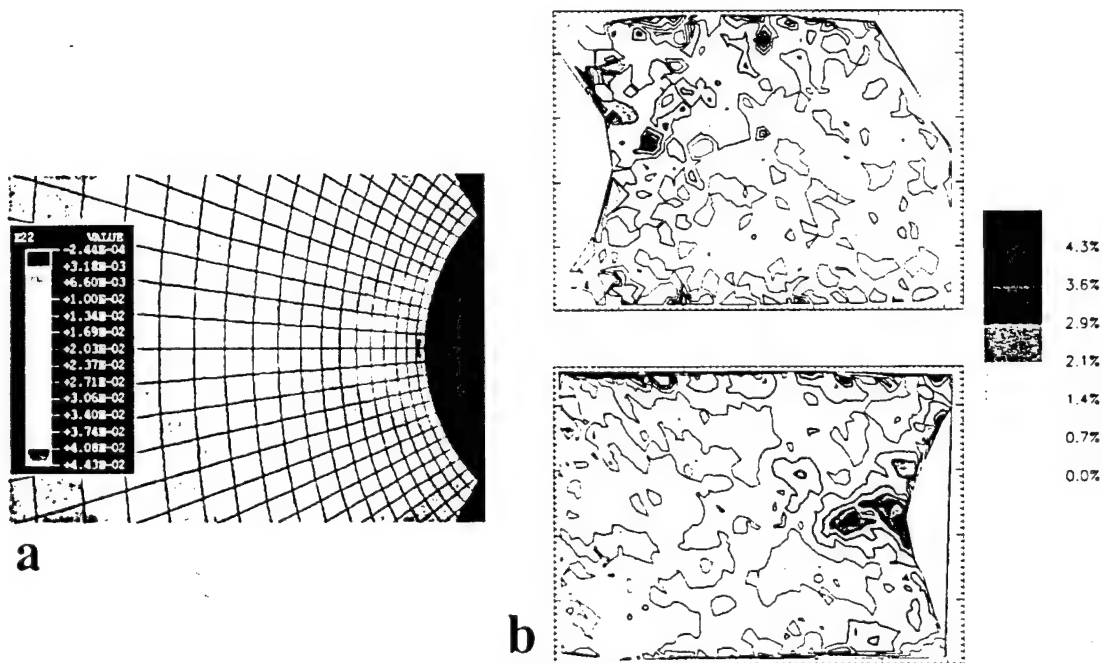 E22 VALUE
-2.44E-04
+3.18E-03
+6.60E-03
+1.00E-02
+1.34E-02
+1.69E-02
+2.03E-02
+2.37E-02
+2.71E-02
+3.06E-02
+3.40E-02
+3.74E-02
+4.08E-02
+4.43E-02
a
b
4.3%
3.6%
2.9%
2.1%
1.4%
0.7%
0.0%